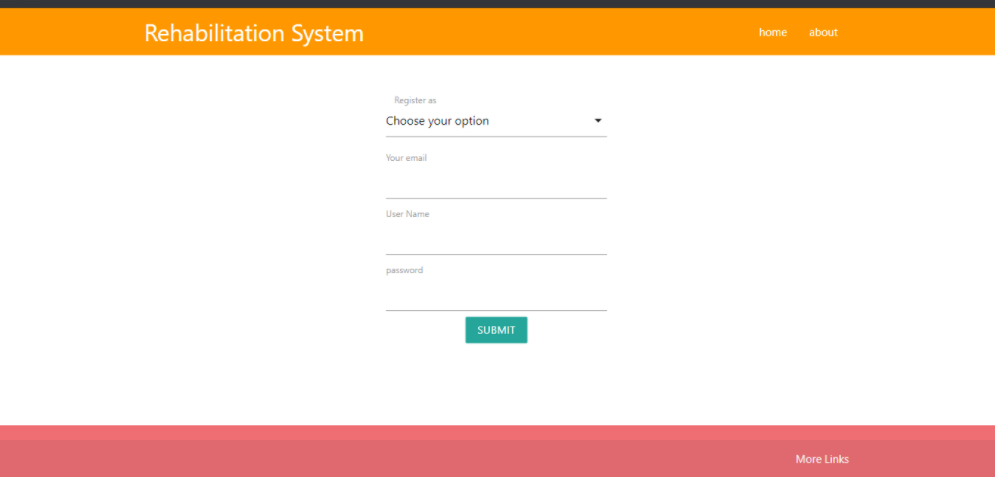 Rehabilitation System
home about
Register as
Choose your option
Your email
User Name
password
SUBMIT
More Links